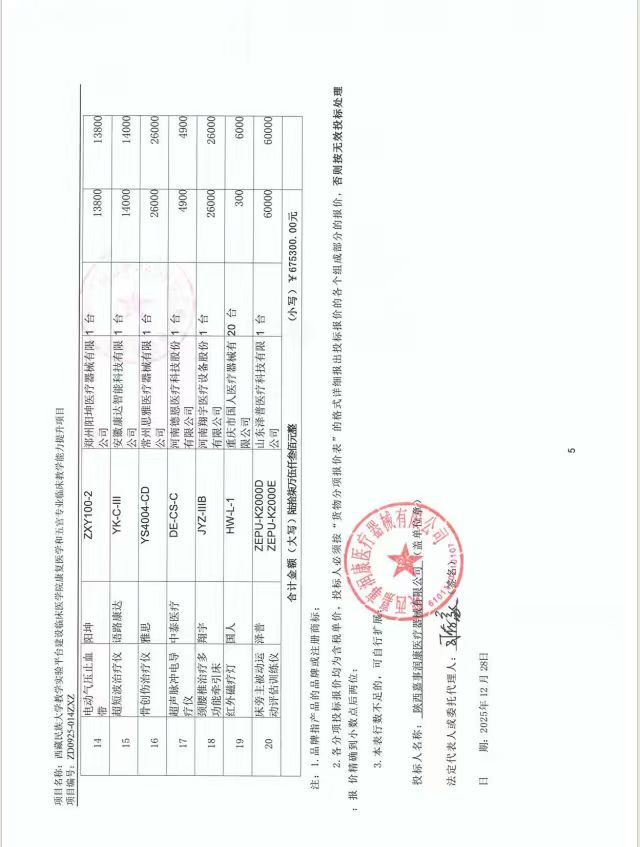 项目名称：西藏民族大学教学实验平台建设临床医学院康复医学和五官专业临床教学能力提升项目
项目编号：ZD0925-014ZXZ
14 电动气压止血带 阳坤 ZXY100-2 郑州阳坤医疗器械有限公司 1 台 13800 13800
15 超短波治疗仪 语路康达 YK-C-III 安徽康达智能科技有限公司 1 台 14000 14000
16 骨创伤治疗仪 雅思 YS4004-CD 常州思雅医疗器械有限公司 1 台 26000 26000
17 超声脉冲电导疗仪 中泰医疗 DE-CS-C 河南德恩医疗科技股份有限公司 1 台 4900 4900
18 颈腰椎治疗多功能牵引床 翔宇 JYZ-IIIB 河南翔宇医疗设备股份有限公司 1 台 26000 26000
19 红外磁疗灯 国人 HW-L-1 重庆市国人医疗器械有限公司 20 台 300 6000
20 床旁主被动运动评估训练仪 泽普 ZEPU-K2000D ZEPU-K2000E 山东泽普医疗科技有限公司 1 台 60000 60000
合计金额（大写）陆拾柒万伍仟叁佰元整 （小写）￥675300.00元
注：1.品牌指产品的品牌或注册商标；
2.各分项投标报价均为含税单价，投标人必须按“货物分项报价表”的格式详细报出投标报价的各个组成部分的报价，否则按无效投标处理
；报 价精确到小数点后两位；
3.本表行数不足的，可自行扩展。
投标人名称：陕西嘉事润康医疗器械有限公司（盖单位章）
法定代表人或委托代理人：（签名）
日 期：2025年 12 月 28日
5